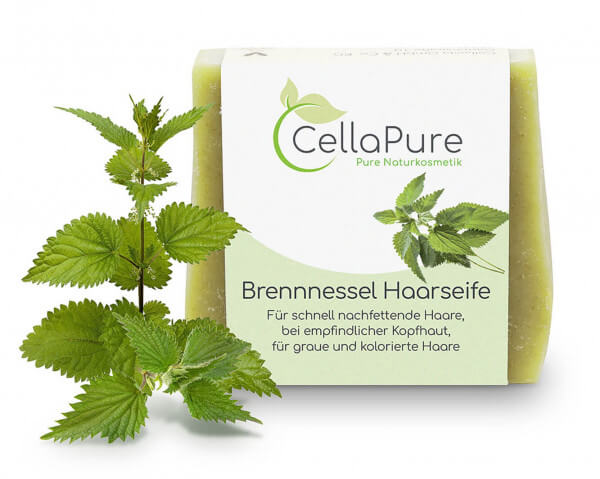 CellaPure
Pure Naturkosmetik
Brennnessel Haarseife
Für schnell nachfettende Haare,
bei empfindlicher Kopfhaut,
für graue und kolorierte Haare